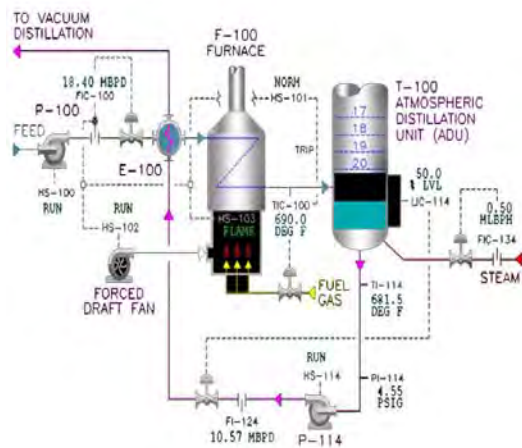 TO VACUUM
DISTILLATION
F-100
FURNACE
18.40 MBPD
FIC-100
P-100
FEED
HS-100
RUN
E-100
NORM
HS-101
TRIP
T-100
ATMOSPHERIC
DISTILLATION
UNIT (ADU)
17
18
19
20
50.0
% LVL
LIC-114
0.50
MLBPH
FIC-134
STEAM
RUN
HS-102
FORCED
DRAFT FAN
HS-103
FLAME
TIC-100
690.0
DEG F
FUEL
GAS
TI-114
681.5
DEG F
PI-114
4.55
PSIG
RUN
HS-114
P-114
FI-124
10.57 MBPD